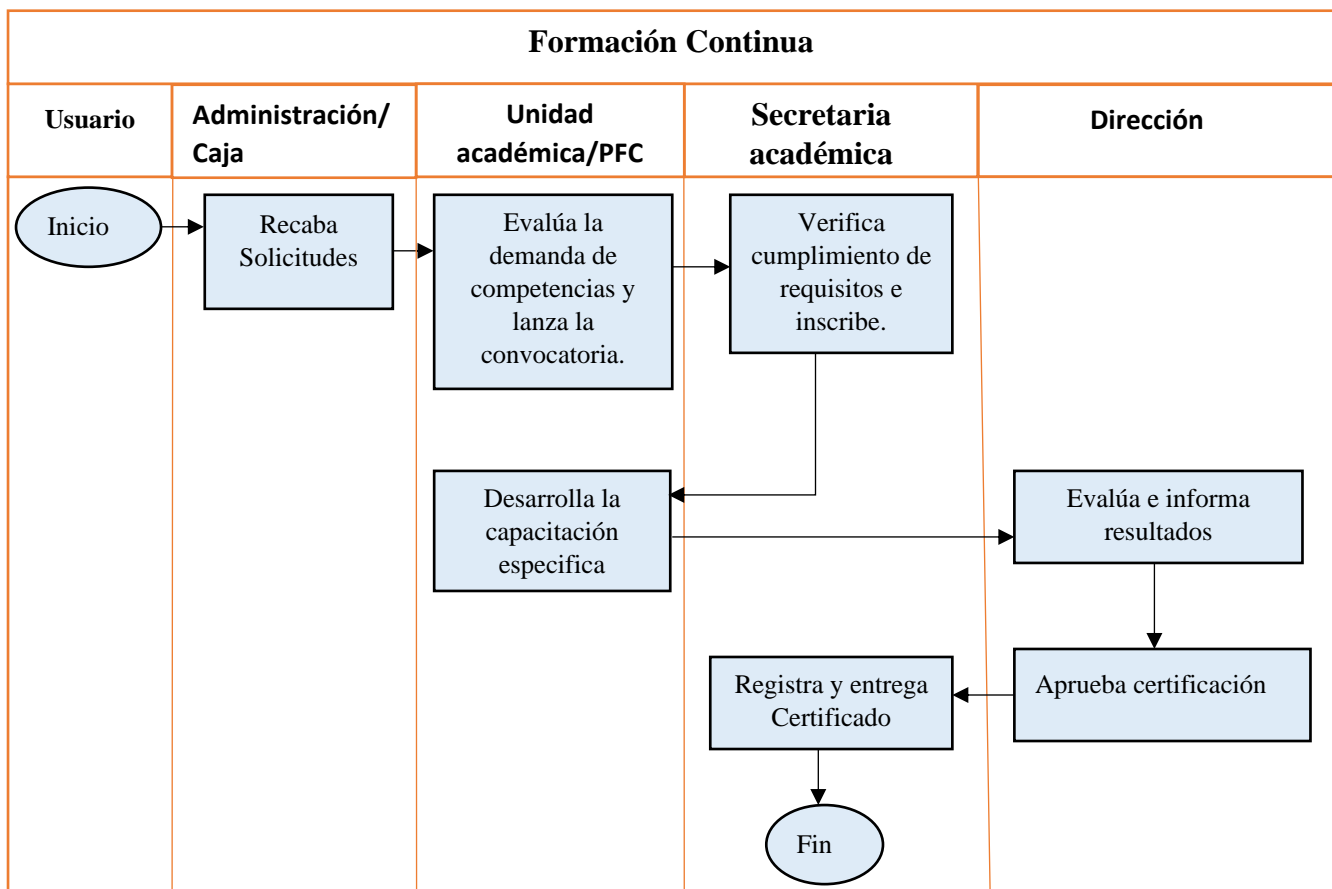 Formación Continua
Usuario
Administración/
Caja
Unidad
académica/PFC
Secretaria
académica
Dirección
Inicio
Recaba
Solicitudes
Evalúa la
demanda de
competencias y
lanza la
convocatoria.
Verifica
cumplimiento de
requisitos e
inscribe.
Desarrolla la
capacitación
especifica
Evalúa e informa
resultados
Registra y entrega
Certificado
Aprueba certificación
Fin